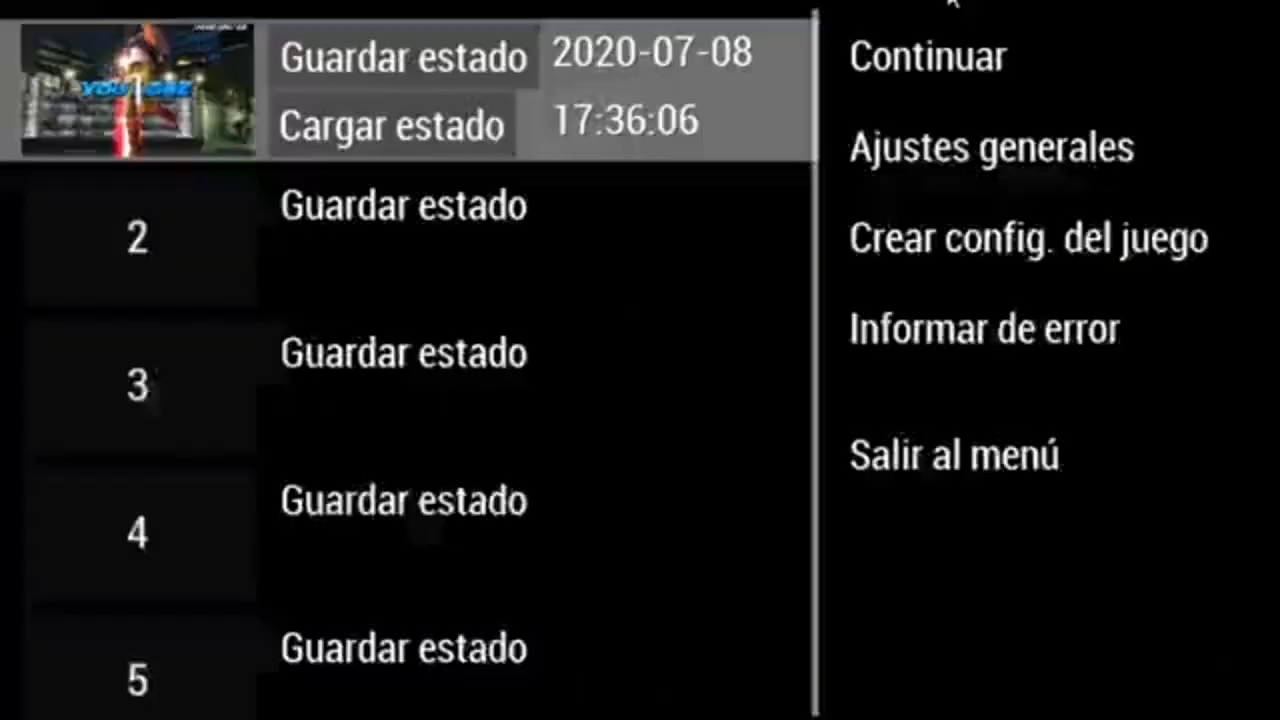 Guardar estado 2020-07-08
Cargar estado 17:36:06
2 Guardar estado
3 Guardar estado
4 Guardar estado
5 Guardar estado
Continuar
Ajustes generales
Crear config. del juego
Informar de error
Salir al menú